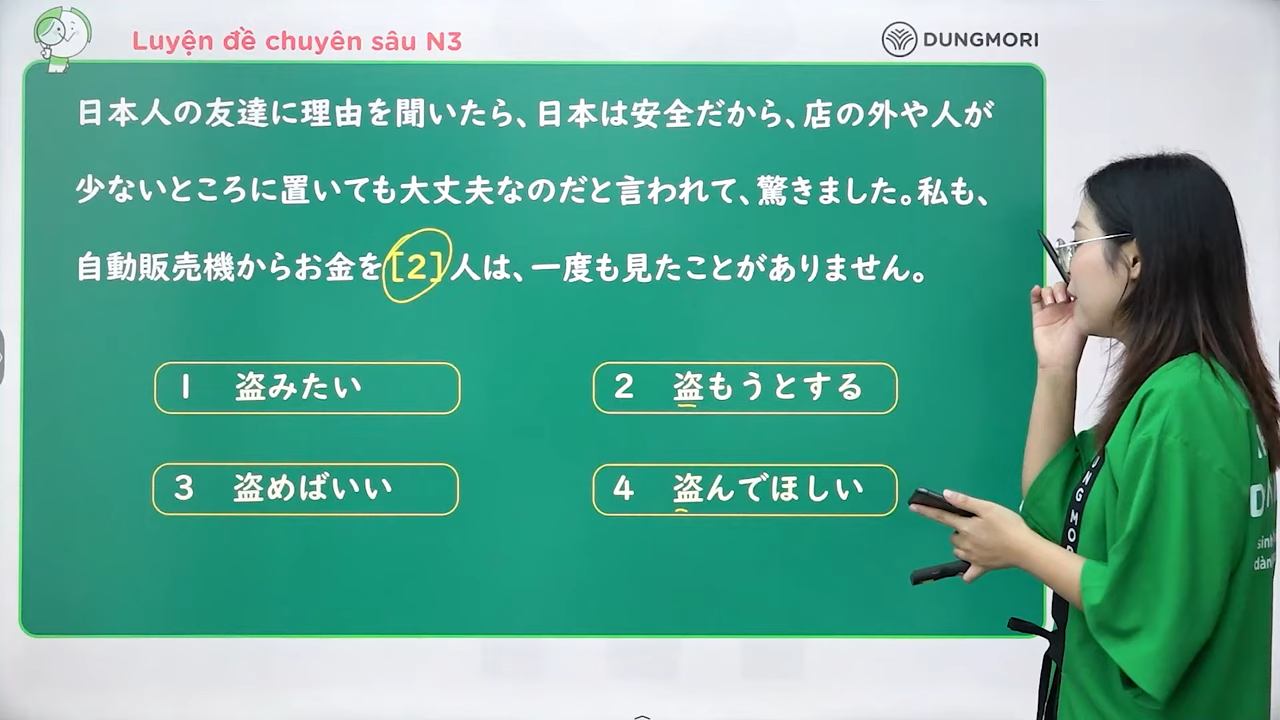 Luyện đề chuyên sâu N3
DUNGMORI
日本人の友達に理由を聞いたら、日本は安全だから、店の外や人が
少ないところに置いても大丈夫なのだと言われて、驚きました。私も、
自動販売機からお金を[2]人は、一度も見たことがありません。
1 盗みたい
2 盗もうとする
3 盗めばいい
4 盗んでほしい